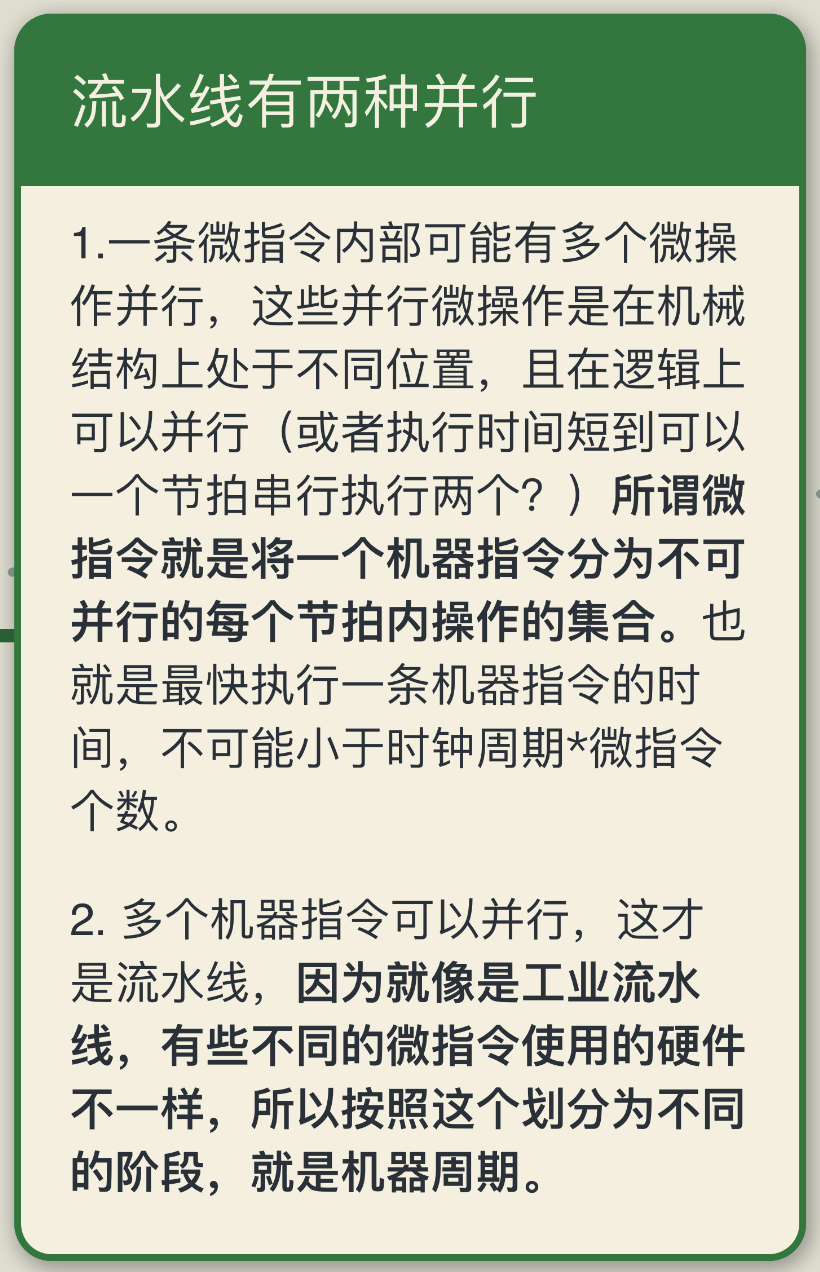 流水线有两种并行
1.一条微指令内部可能有多个微操
作并行，这些并行微操作是在机械
结构上处于不同位置，且在逻辑上
可以并行（或者执行时间短到可以
一个节拍串行执行两个？）所谓微
指令就是将一个机器指令分为不可
并行的每个节拍内操作的集合。也
就是最快执行一条机器指令的时
间，不可能小于时钟周期*微指令
个数。
2. 多个机器指令可以并行，这才
是流水线，因为就像是工业流水
线，有些不同的微指令使用的硬件
不一样，所以按照这个划分为不同
的阶段，就是机器周期。